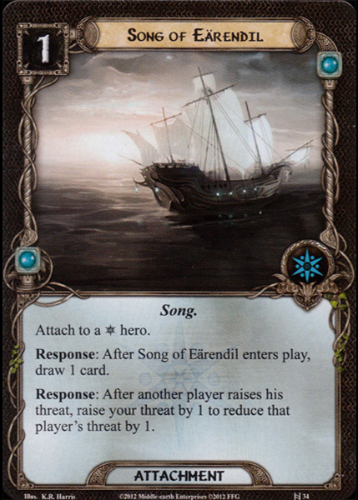 1
SONG OF EÄRENDIL
Song.
Attach to a hero.
Response: After Song of Eärendil enters play,
draw 1 card.
Response: After another player raises his
threat, raise your threat by 1 to reduce that
player's threat by 1.
ATTACHMENT
Illus. K.R. Harris
©2012 Middle-earth Enterprises ©2012 FFG
34